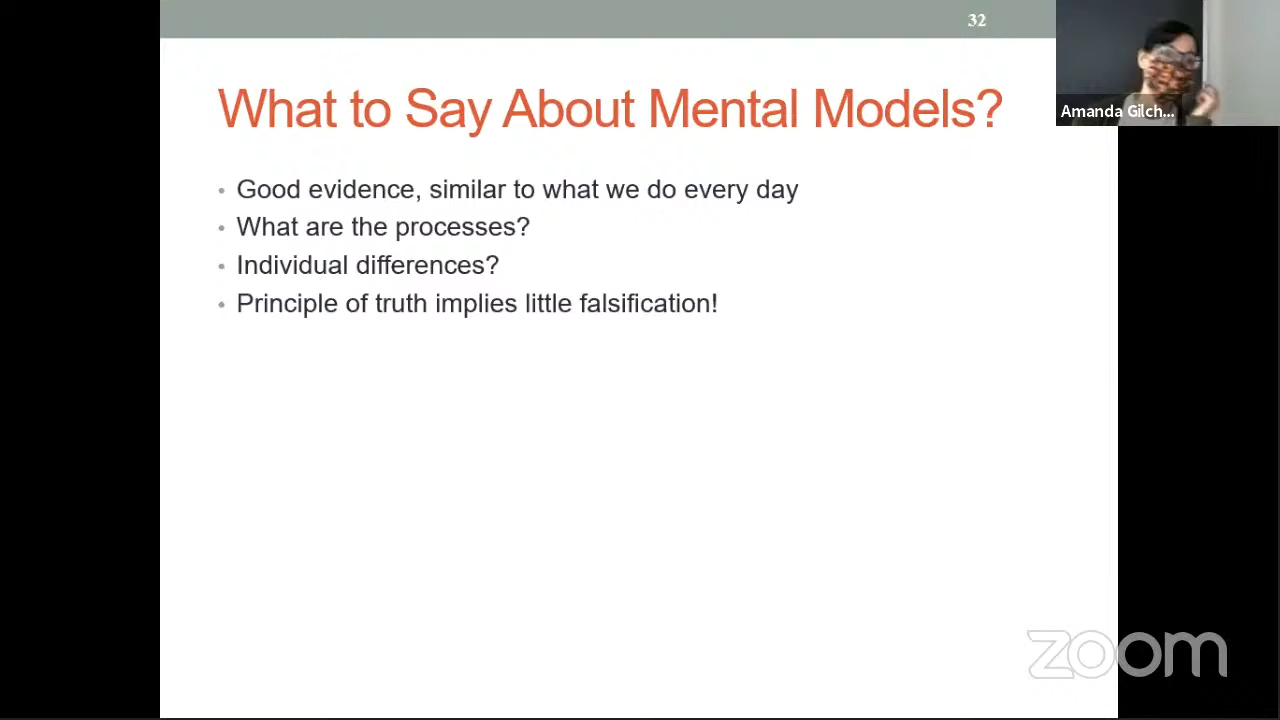 32
Amanda Gilch...
What to Say About Mental Models?
• Good evidence, similar to what we do every day
• What are the processes?
• Individual differences?
• Principle of truth implies little falsification!
zoom